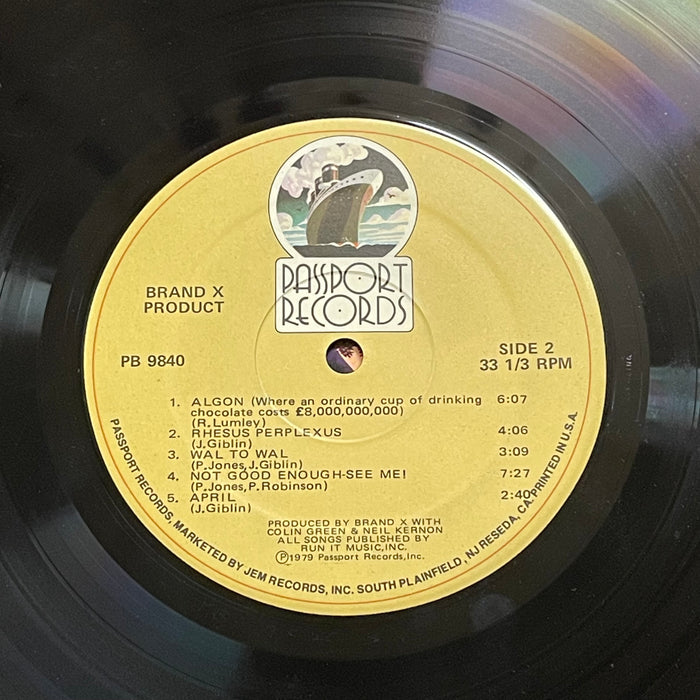 PASSPORT
RECORDS
BRAND X
PRODUCT
PB 9840
SIDE 2
33 1/3 RPM
1. ALGON (Where an ordinary cup of drinking 6:07
chocolate costs £8,000,000,000)
(R.Lumley)
2. RHESUS PERPLEXUS 4:06
(J.Giblin)
3. WAL TO WAL 3:09
(P.Jones,J.Giblin)
4. NOT GOOD ENOUGH-SEE ME! 7:27
(P.Jones,P.Robinson)
5. APRIL 2:40
(J.Giblin)
PRODUCED BY BRAND X WITH
COLIN GREEN & NEIL KERNON
ALL SONGS PUBLISHED BY
RUN IT MUSIC,INC.
Ⓟ1979 Passport Records,Inc.
PASSPORT RECORDS, MARKETED BY JEM RECORDS, INC. SOUTH PLAINFIELD, NJ RESEDA, CA. PRINTED IN U.S.A.